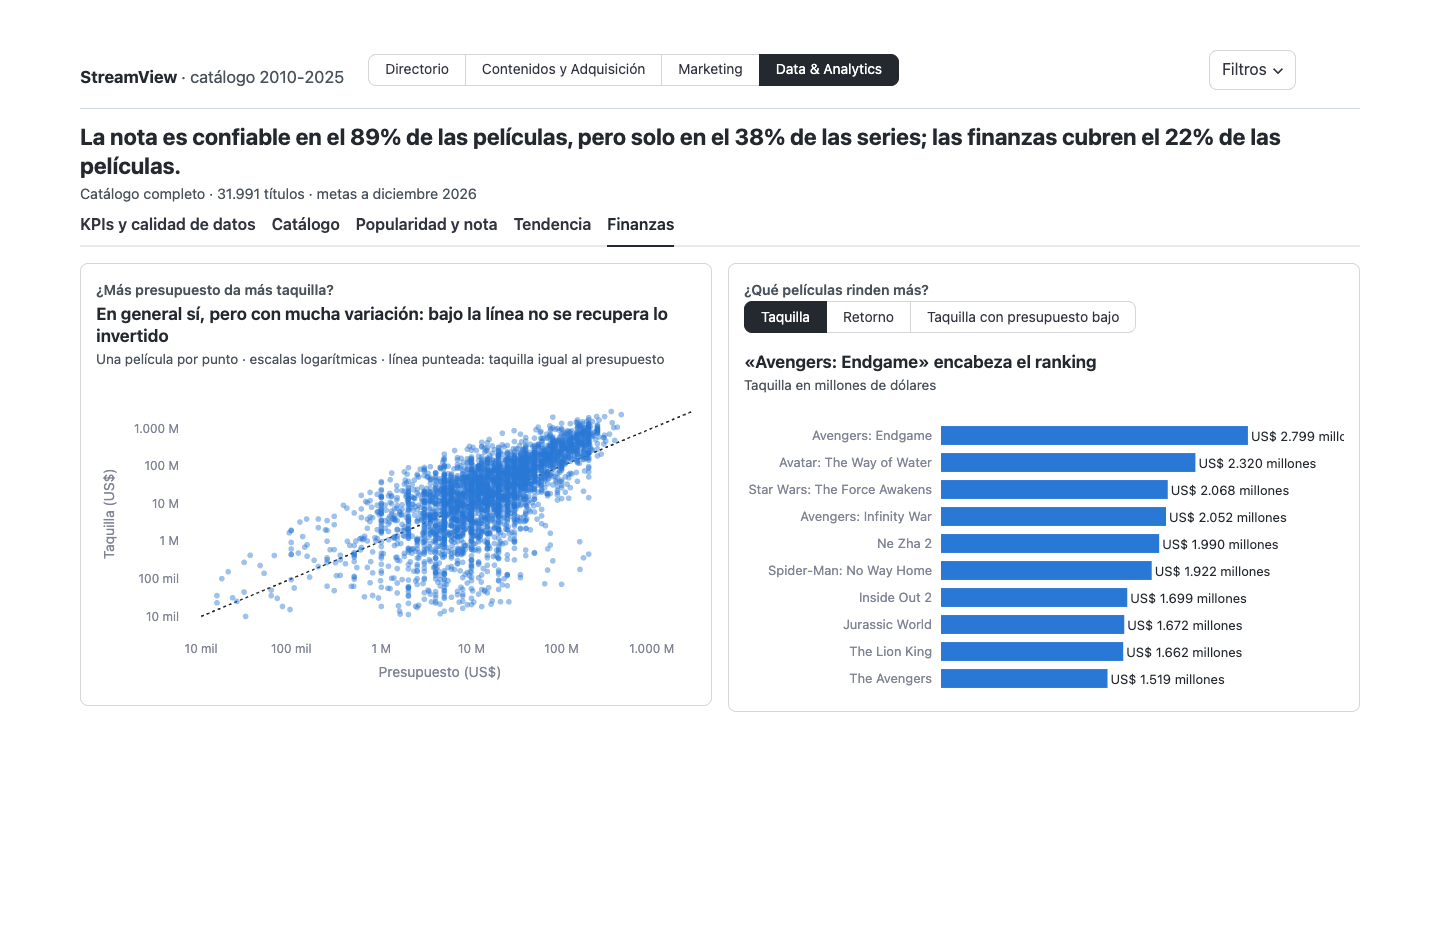 StreamView · catálogo 2010-2025
Directorio
Contenidos y Adquisición
Marketing
Data & Analytics
Filtros
La nota es confiable en el 89% de las películas, pero solo en el 38% de las series; las finanzas cubren el 22% de las
películas.
Catálogo completo · 31.991 títulos · metas a diciembre 2026
KPIs y calidad de datos
Catálogo
Popularidad y nota
Tendencia
Finanzas
¿Más presupuesto da más taquilla?
En general sí, pero con mucha variación: bajo la línea no se recupera lo
invertido
Una película por punto · escalas logarítmicas · línea punteada: taquilla igual al presupuesto
Taquilla (US$)
1.000 M
100 M
10 M
1 M
100 mil
10 mil
10 mil
100 mil
1 M
10 M
100 M
1.000 M
Presupuesto (US$)
¿Qué películas rinden más?
Taquilla
Retorno
Taquilla con presupuesto bajo
«Avengers: Endgame» encabeza el ranking
Taquilla en millones de dólares
Avengers: Endgame US$ 2.799 millc
Avatar: The Way of Water US$ 2.320 millones
Star Wars: The Force Awakens US$ 2.068 millones
Avengers: Infinity War US$ 2.052 millones
Ne Zha 2 US$ 1.990 millones
Spider-Man: No Way Home US$ 1.922 millones
Inside Out 2 US$ 1.699 millones
Jurassic World US$ 1.672 millones
The Lion King US$ 1.662 millones
The Avengers US$ 1.519 millones